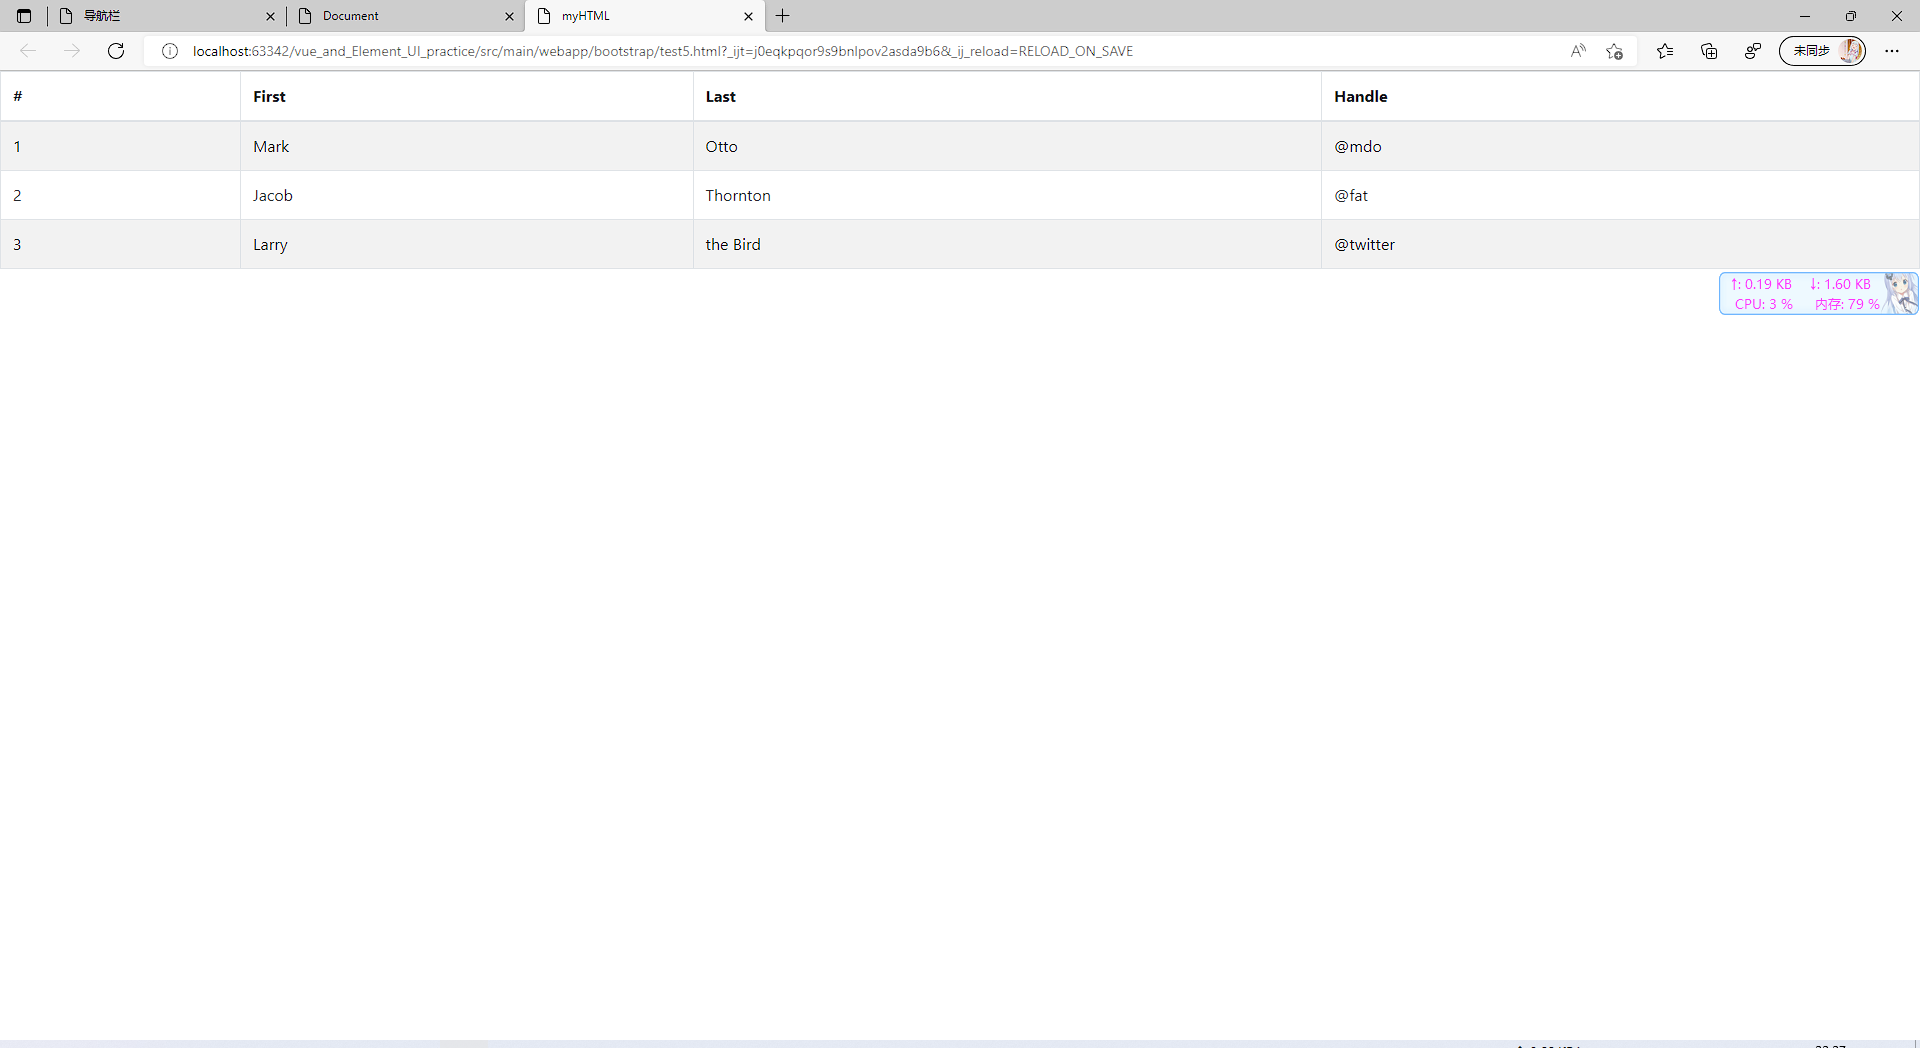 导航栏 Document myHTML
localhost:63342/vue_and_Element_UI_practice/src/main/webapp/bootstrap/test5.html?_ijt=j0eqkpqor9s9bnlpov2asda9b6&_ij_reload=RELOAD_ON_SAVE 未同步
# First Last Handle
1 Mark Otto @mdo
2 Jacob Thornton @fat
3 Larry the Bird @twitter
↑: 0.19 KB ↓: 1.60 KB
CPU: 3 % 内存: 79 %